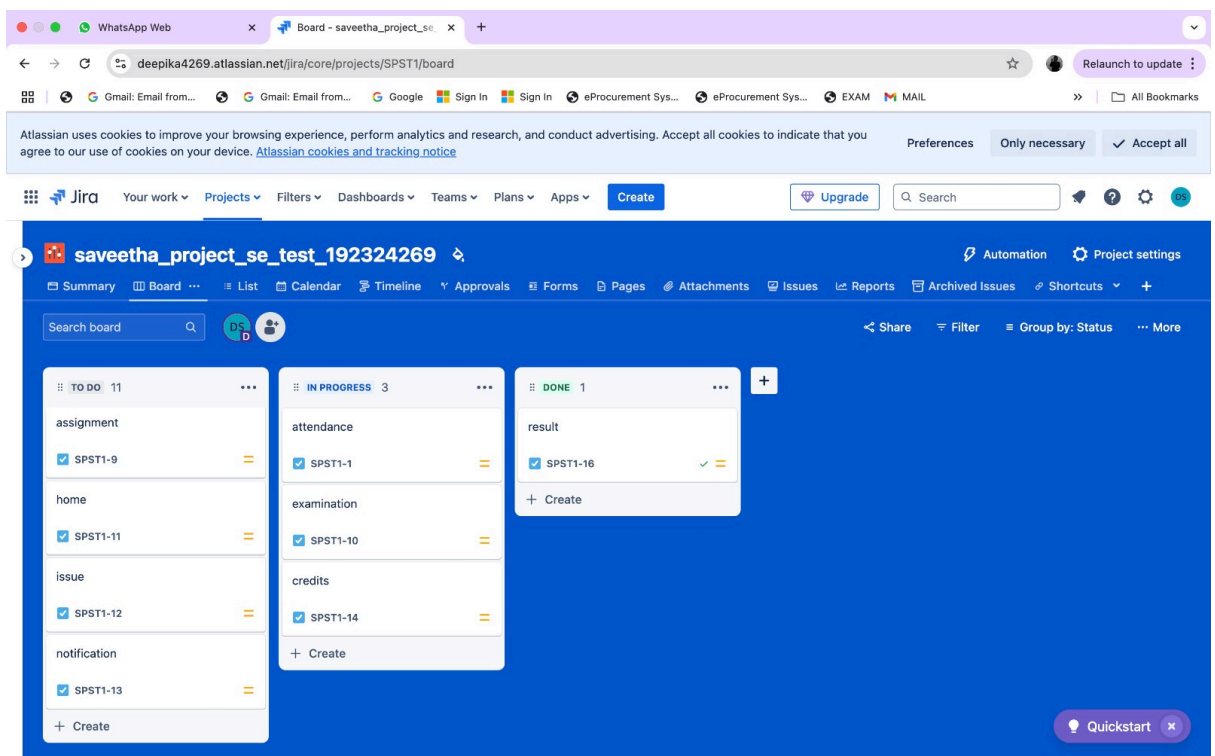 WhatsApp Web
Board - saveetha_project_se_
deepika4269.atlassian.net/jira/core/projects/SPST1/board
Relaunch to update
Gmail: Email from... Gmail: Email from... Google Sign In Sign In eProcurement Sys... eProcurement Sys... EXAM MAIL » All Bookmarks
Atlassian uses cookies to improve your browsing experience, perform analytics and research, and conduct advertising. Accept all cookies to indicate that you
agree to our use of cookies on your device. Atlassian cookies and tracking notice
Preferences Only necessary Accept all
Jira Your work Projects Filters Dashboards Teams Plans Apps Create Upgrade Search DS
saveetha_project_se_test_192324269 Automation Project settings
Summary Board ... List Calendar Timeline Approvals Forms Pages Attachments Issues Reports Archived Issues Shortcuts +
Search board DS D Share Filter Group by: Status ... More
TO DO 11 ...
assignment
SPST1-9
home
SPST1-11
issue
SPST1-12
notification
SPST1-13
+ Create
IN PROGRESS 3 ...
attendance
SPST1-1
examination
SPST1-10
credits
SPST1-14
+ Create
DONE 1 ...
result
SPST1-16
+ Create
Quickstart